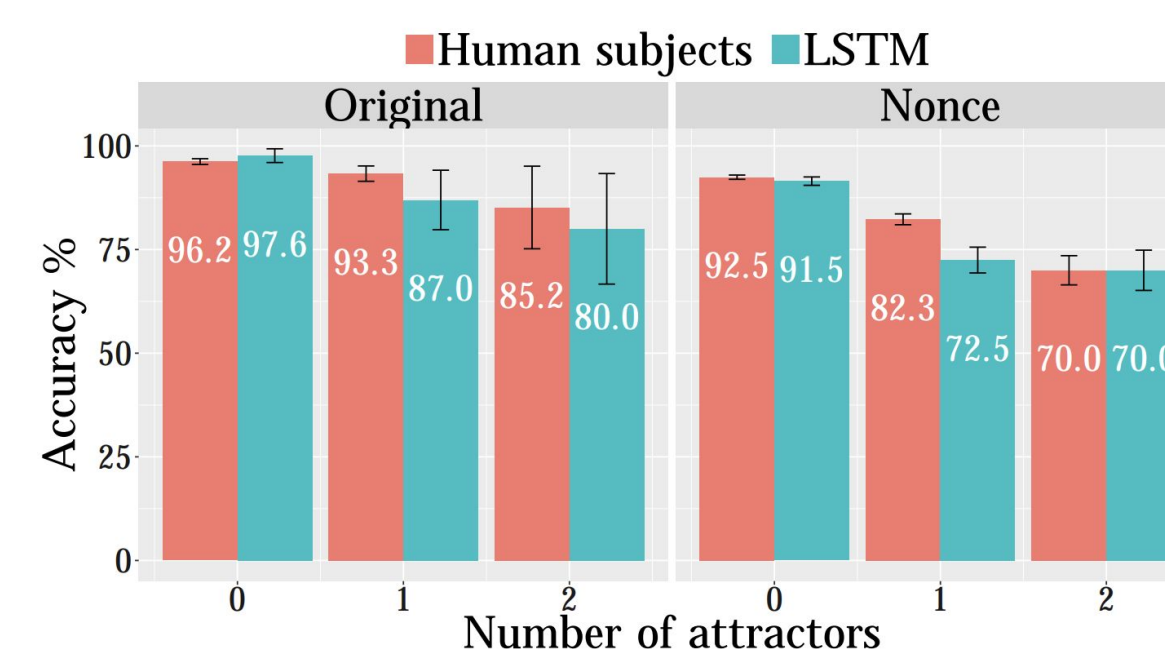 Human subjects LSTM
Original Nonce
100
75
50
25
0
Accuracy %
96.2 97.6 93.3 87.0 85.2 80.0
92.5 91.5 82.3 72.5 70.0 70.0
0 1 2 0 1 2
Number of attractors